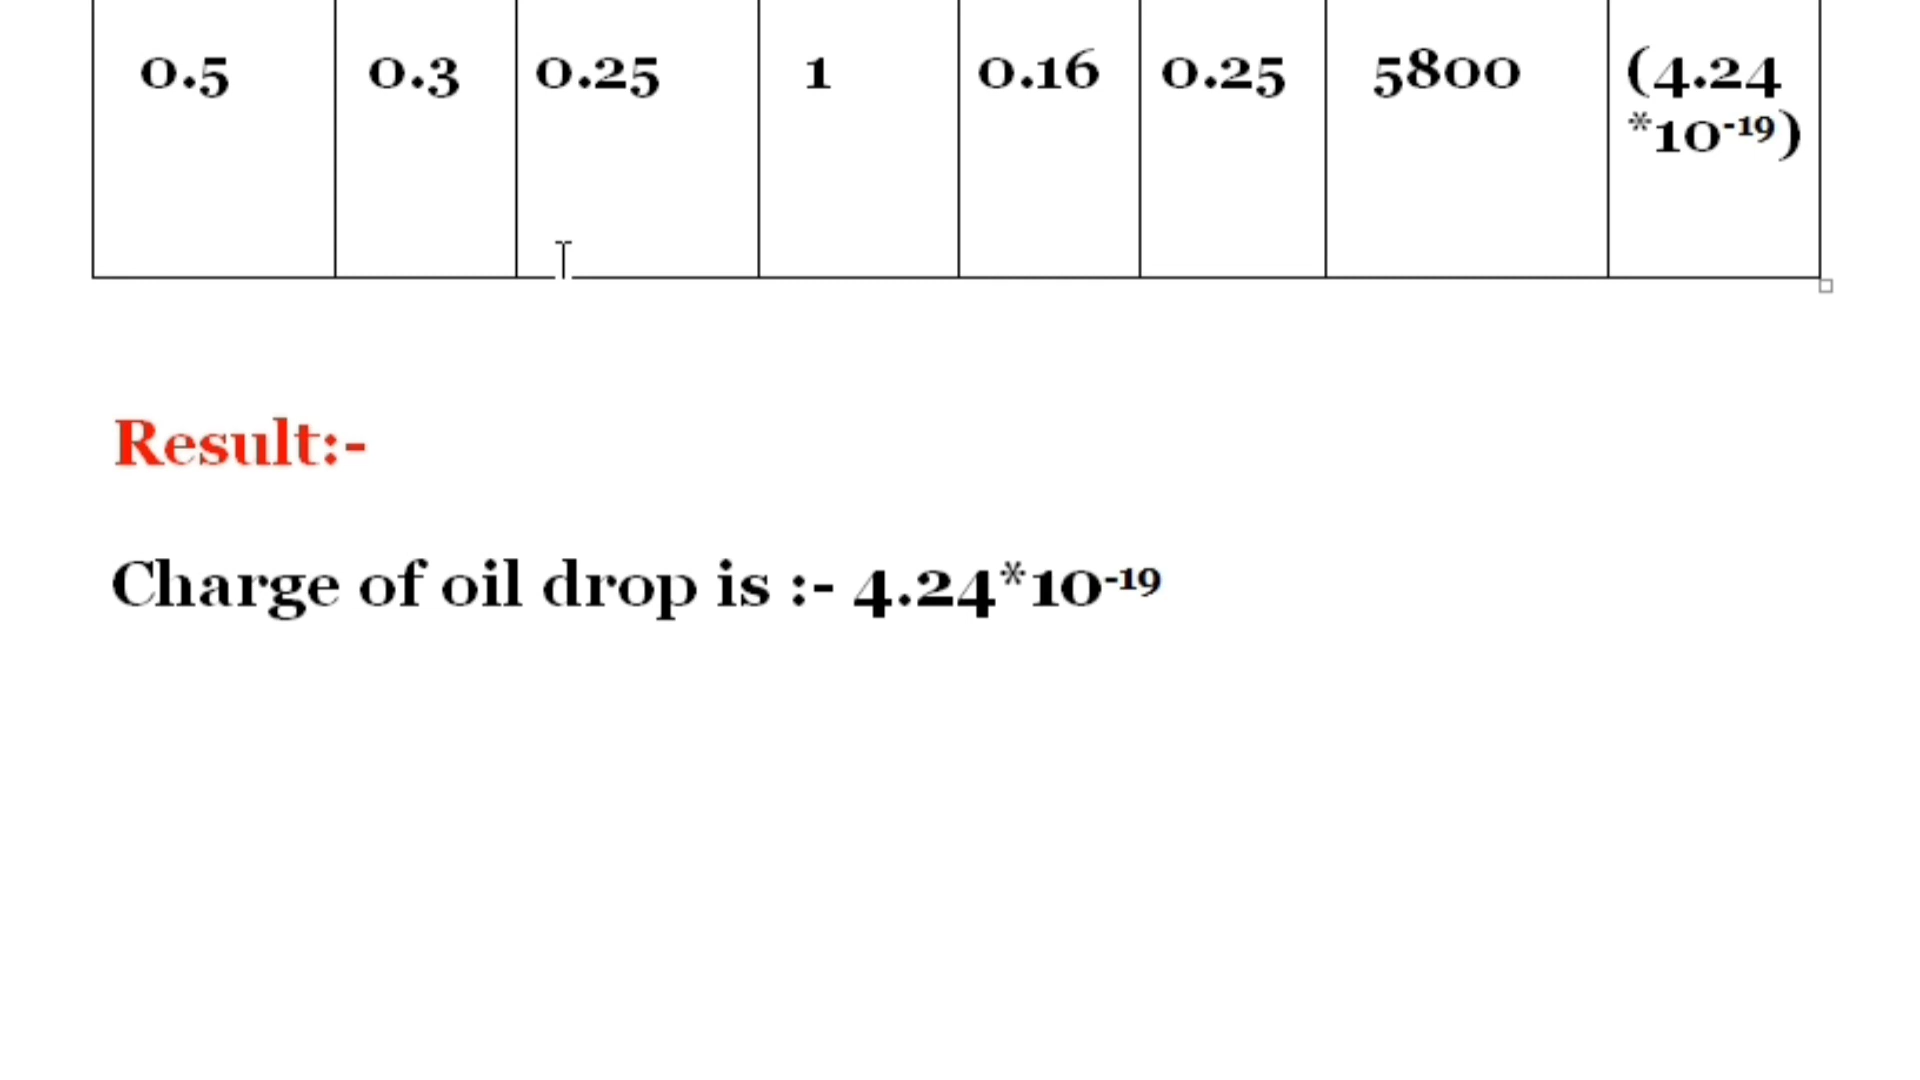 0.5 0.3 0.25 1 0.16 0.25 5800 (4.24
*10⁻¹⁹)
Result:-
Charge of oil drop is :- 4.24*10⁻¹⁹